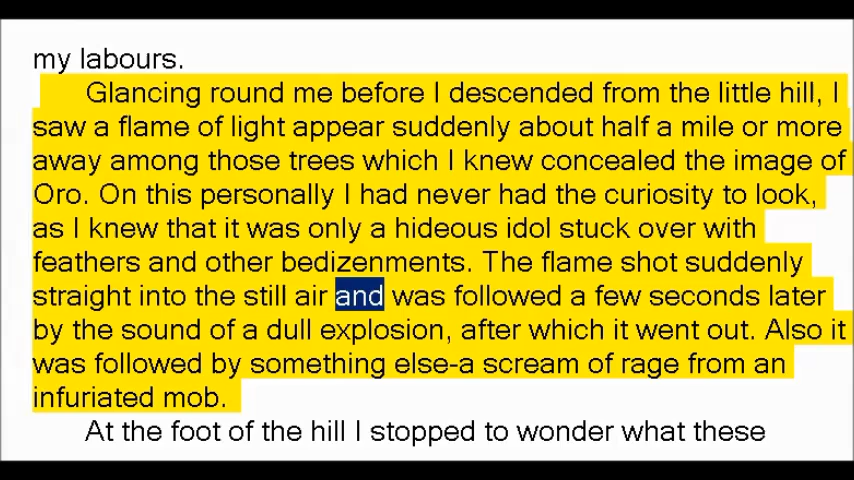 my labours.
Glancing round me before I descended from the little hill, I
saw a flame of light appear suddenly about half a mile or more
away among those trees which I knew concealed the image of
Oro. On this personally I had never had the curiosity to look,
as I knew that it was only a hideous idol stuck over with
feathers and other bedizenments. The flame shot suddenly
straight into the still air and was followed a few seconds later
by the sound of a dull explosion, after which it went out. Also it
was followed by something else-a scream of rage from an
infuriated mob.
At the foot of the hill I stopped to wonder what these